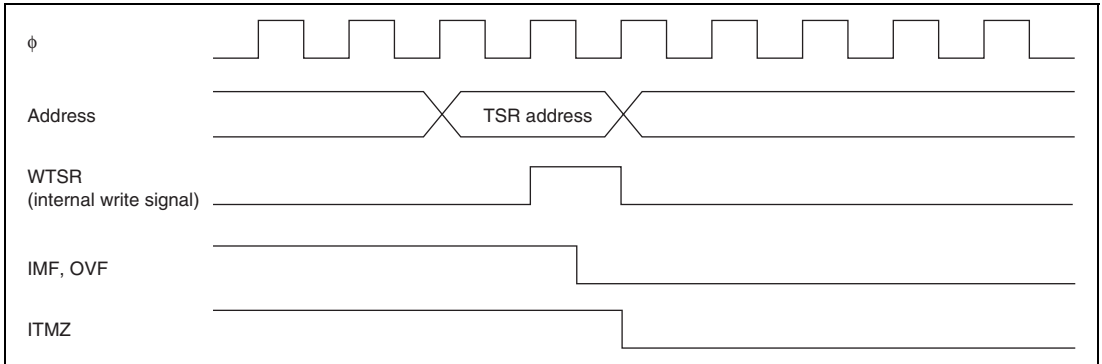 ϕ
Address
TSR address
WTSR
(internal write signal)
IMF, OVF
ITMZ